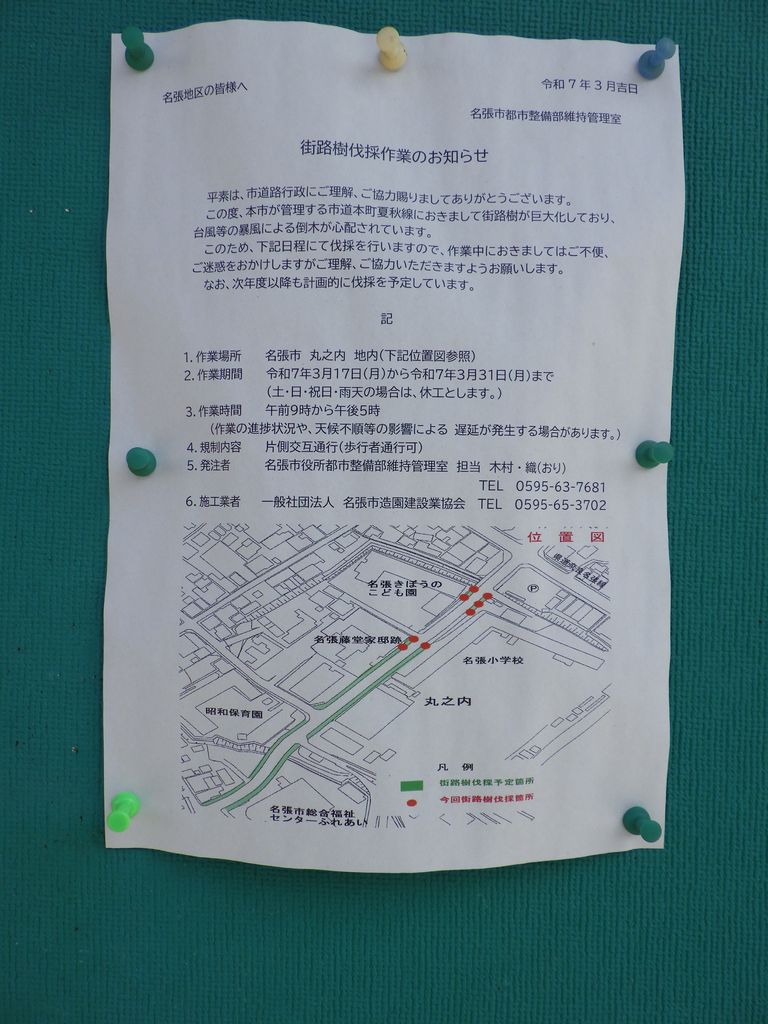 名張地区の皆様へ
令和7年3月吉日
名張市都市整備部維持管理室
街路樹伐採作業のお知らせ
平素は、市道路行政にご理解、ご協力賜りましてありがとうございます。
この度、本市が管理する市道本町夏秋線におきまして街路樹が巨大化しており、
台風等の暴風による倒木が心配されています。
このため、下記日程にて伐採を行いますので、作業中におきましてはご不便、
ご迷惑をおかけしますがご理解、ご協力いただきますようお願いします。
なお、次年度以降も計画的に伐採を予定しています。
記
1.作業場所 名張市 丸之内 地内(下記位置図参照)
2.作業期間 令和7年3月17日(月)から令和7年3月31日(月)まで
(土・日・祝日・雨天の場合は、休工とします。)
3.作業時間 午前9時から午後5時
(作業の進捗状況や、天候不順等の影響による 遅延が発生する場合があります。)
4.規制内容 片側交互通行(歩行者通行可)
5.発注者 名張市役所都市整備部維持管理室 担当 木村・織(おり)
TEL 0595-63-7681
6.施工業者 一般社団法人 名張市造園建設業協会 TEL 0595-65-3702
位置図
名張きぼうの
こども園
P
名張藤堂家邸跡
名張小学校
丸之内
昭和保育園
凡 例
街路樹伐採予定箇所
今回街路樹伐採箇所
名張市総合福祉
センターふれあい